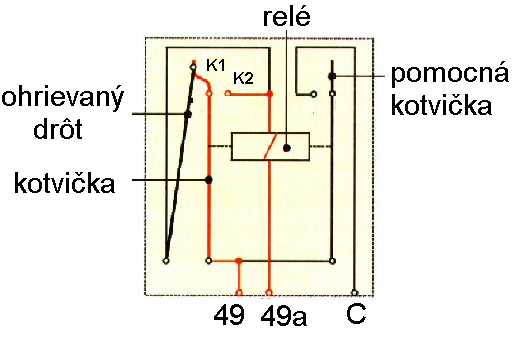 relé
K1
K2
pomocná
kotvička
ohrievaný
drôt
kotvička
49 49a C